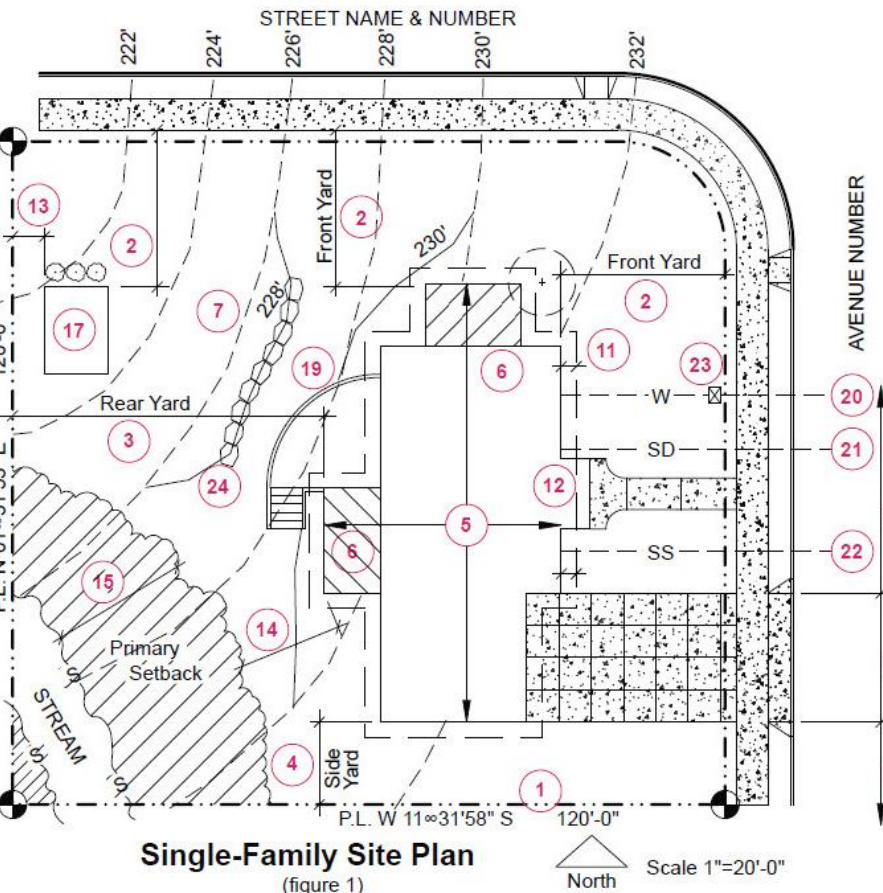 STREET NAME & NUMBER
222'
224'
226'
228'
230'
232'
13
2
Front Yard
2
230'
Front Yard
2
AVENUE NUMBER
17
7
228'
19
6
11
23
W
20
Rear Yard
3
SD
21
24
12
5
6
SS
22
15
14
Primary
Setback
S
S
STREAM
S
S
4
Side
Yard
1
P.L. W 11∞31'58" S
120'-0"
Single-Family Site Plan
(figure 1)
North
Scale 1"=20'-0"